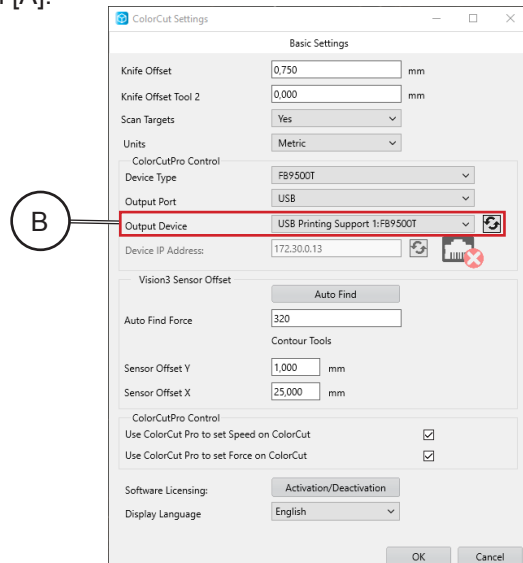 [A].
ColorCut Settings
Basic Settings
Knife Offset 0,750 mm
Knife Offset Tool 2 0,000 mm
Scan Targets Yes
Units Metric
ColorCutPro Control
Device Type FB9500T
Output Port USB
B Output Device USB Printing Support 1:FB9500T
Device IP Address: 172.30.0.13
Vision3 Sensor Offset
Auto Find
Auto Find Force 320
Contour Tools
Sensor Offset Y 1,000 mm
Sensor Offset X 25,000 mm
ColorCutPro Control
Use ColorCut Pro to set Speed on ColorCut
Use ColorCut Pro to set Force on ColorCut
Software Licensing: Activation/Deactivation
Display Language English
OK Cancel